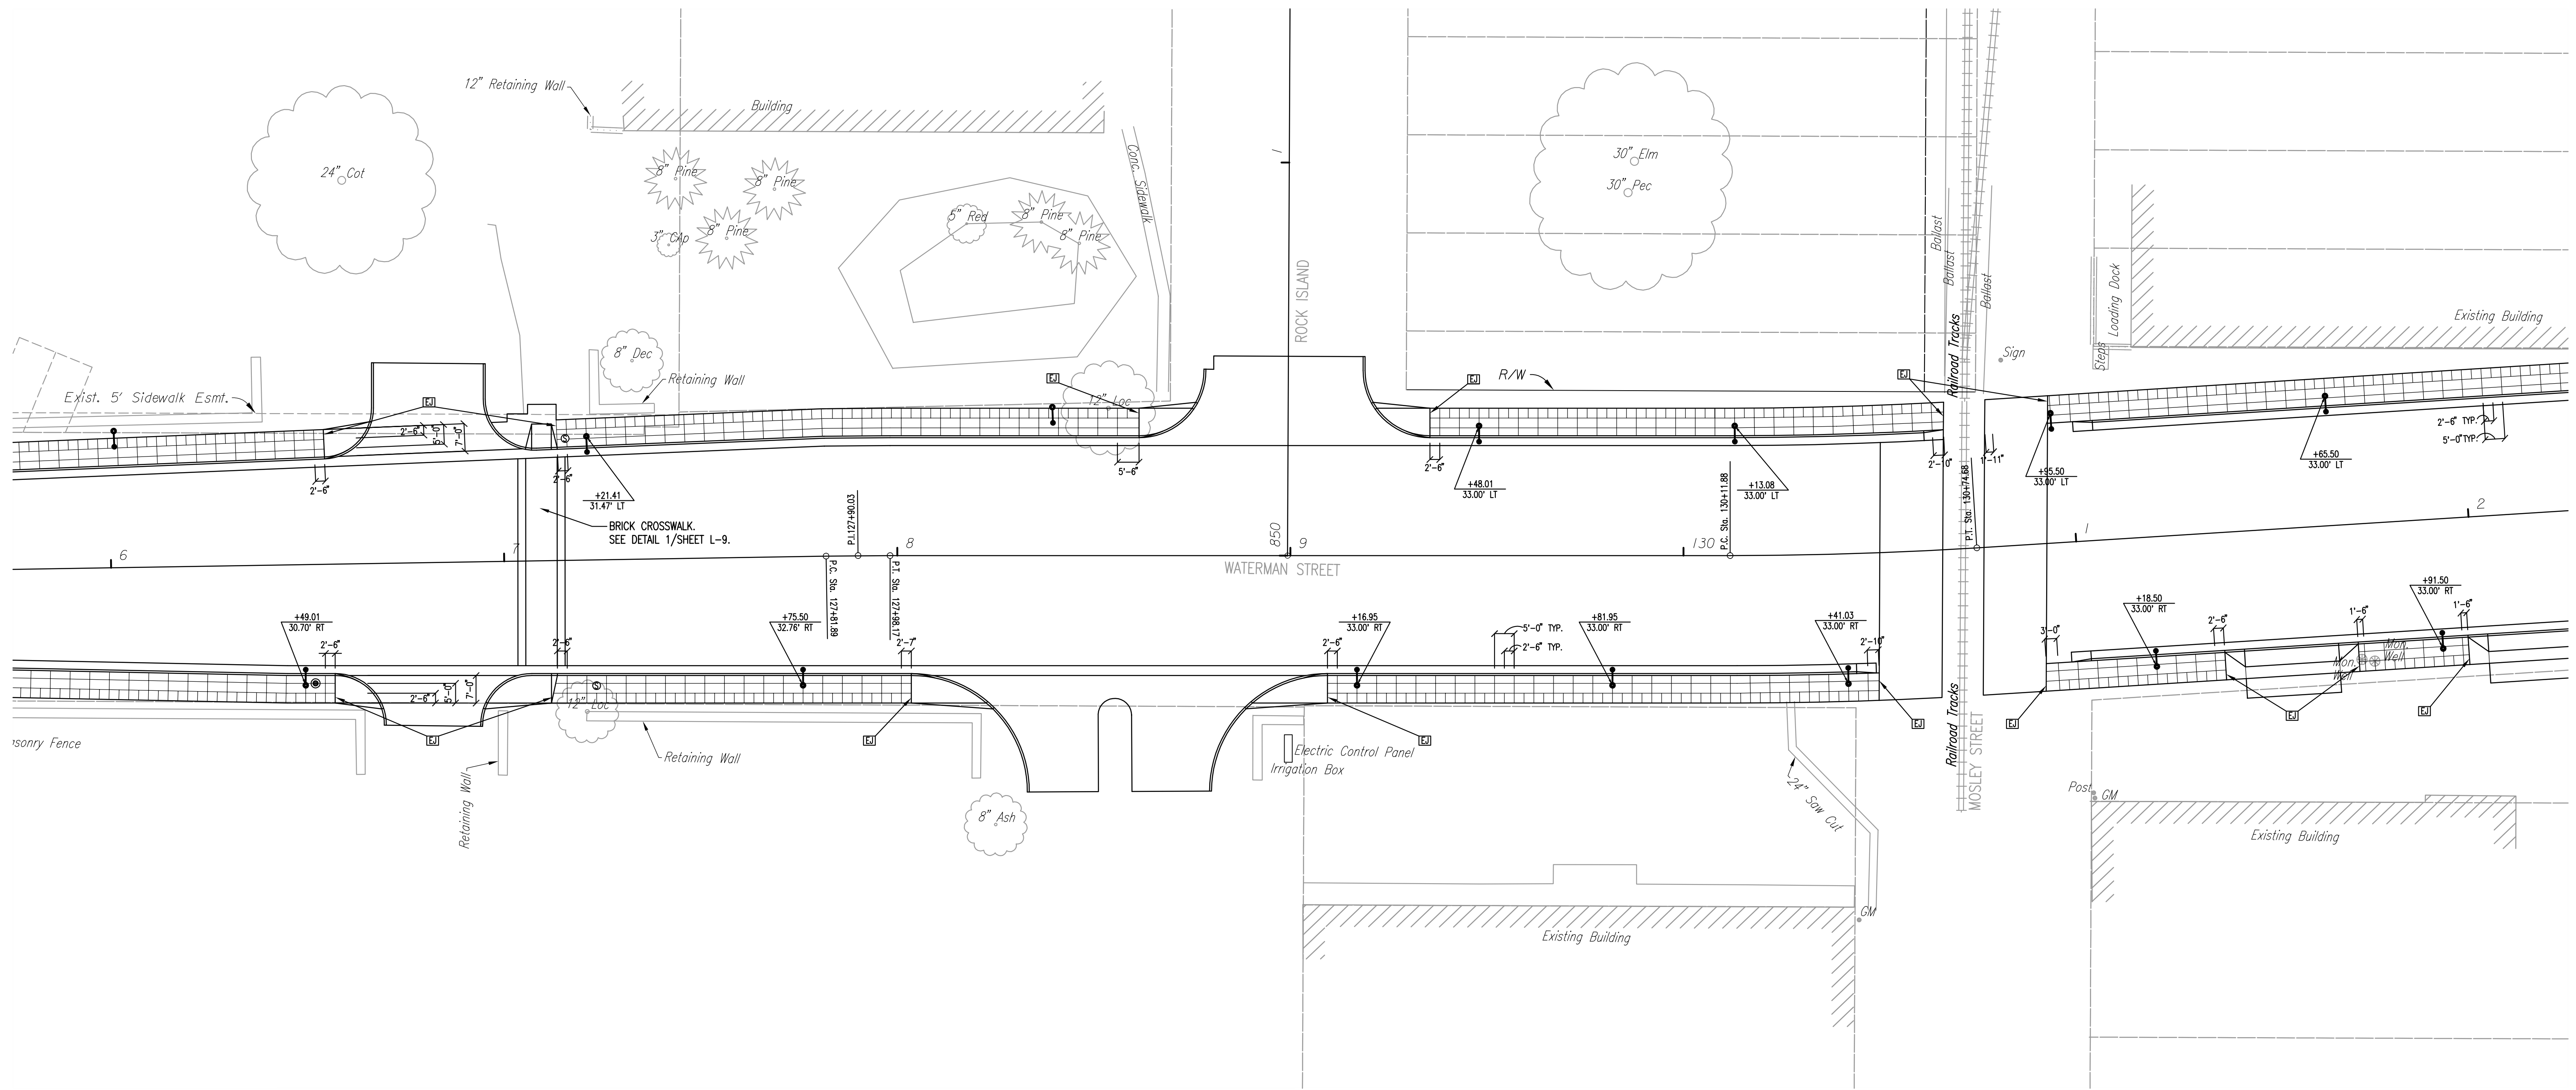 12" Retaining Wall
Building
24" Cot
8" Pine
8" Pine
8" Pine
3" CAp
5" Red
8" Pine
8" Pine
Conc. Sidewalk
1
ROCK ISLAND
30" Elm
30" Pec
Ballast
Ballast
Ballast
Railroad Tracks
Sign
Steps
Loading Dock
Existing Building
Exist. 5' Sidewalk Esmt.
8" Dec
Retaining Wall
EJ
EJ
12" Loc
EJ
R/W
EJ
2'-6"
5'-0"
7'-0"
2'-6"
2'-6"
+21.41
31.47' LT
BRICK CROSSWALK.
SEE DETAIL 1/SHEET L-9.
5'-6"
2'-6"
+48.01
33.00' LT
+13.08
33.00' LT
2'-10"
1'-11"
+95.50
33.00' LT
+65.50
33.00' LT
2'-6" TYP.
5'-0" TYP.
P.I.127+90.03
P.C. Sta. 130+11.88
P.T. Sta. 130+74.68
6
7
8
850
9
130
1
2
WATERMAN STREET
P.C. Sta. 127+81.89
P.T. Sta. 127+98.17
+49.01
30.70' RT
2'-6"
2'-6"
+75.50
32.76' RT
2'-7"
2'-6"
+16.95
33.00' RT
5'-0" TYP.
2'-6" TYP.
+81.95
33.00' RT
+41.03
33.00' RT
2'-10"
3'-0"
+18.50
33.00' RT
2'-6"
1'-6"
+91.50
33.00' RT
1'-6"
Mon.
Well
Mon.
Well
2'-6"
5'-0"
7'-0"
12" Loc
EJ
EJ
EJ
EJ
EJ
EJ
EJ
asonry Fence
Retaining Wall
Retaining Wall
Electric Control Panel
Irrigation Box
8" Ash
24" Saw Cut
Railroad Tracks
MOSLEY STREET
Post
GM
Existing Building
GM
Existing Building